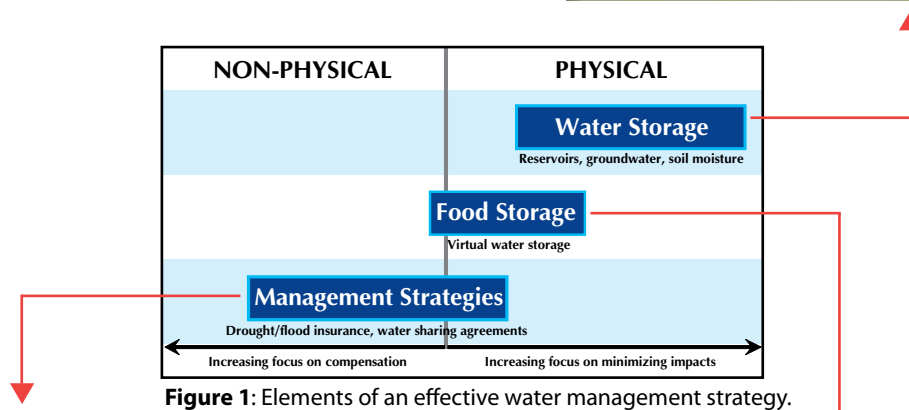 NON-PHYSICAL
PHYSICAL
Water Storage
Reservoirs, groundwater, soil moisture
Food Storage
Virtual water storage
Management Strategies
Drought/flood insurance, water sharing agreements
Increasing focus on compensation
Increasing focus on minimizing impacts
Figure 1: Elements of an effective water management strategy.